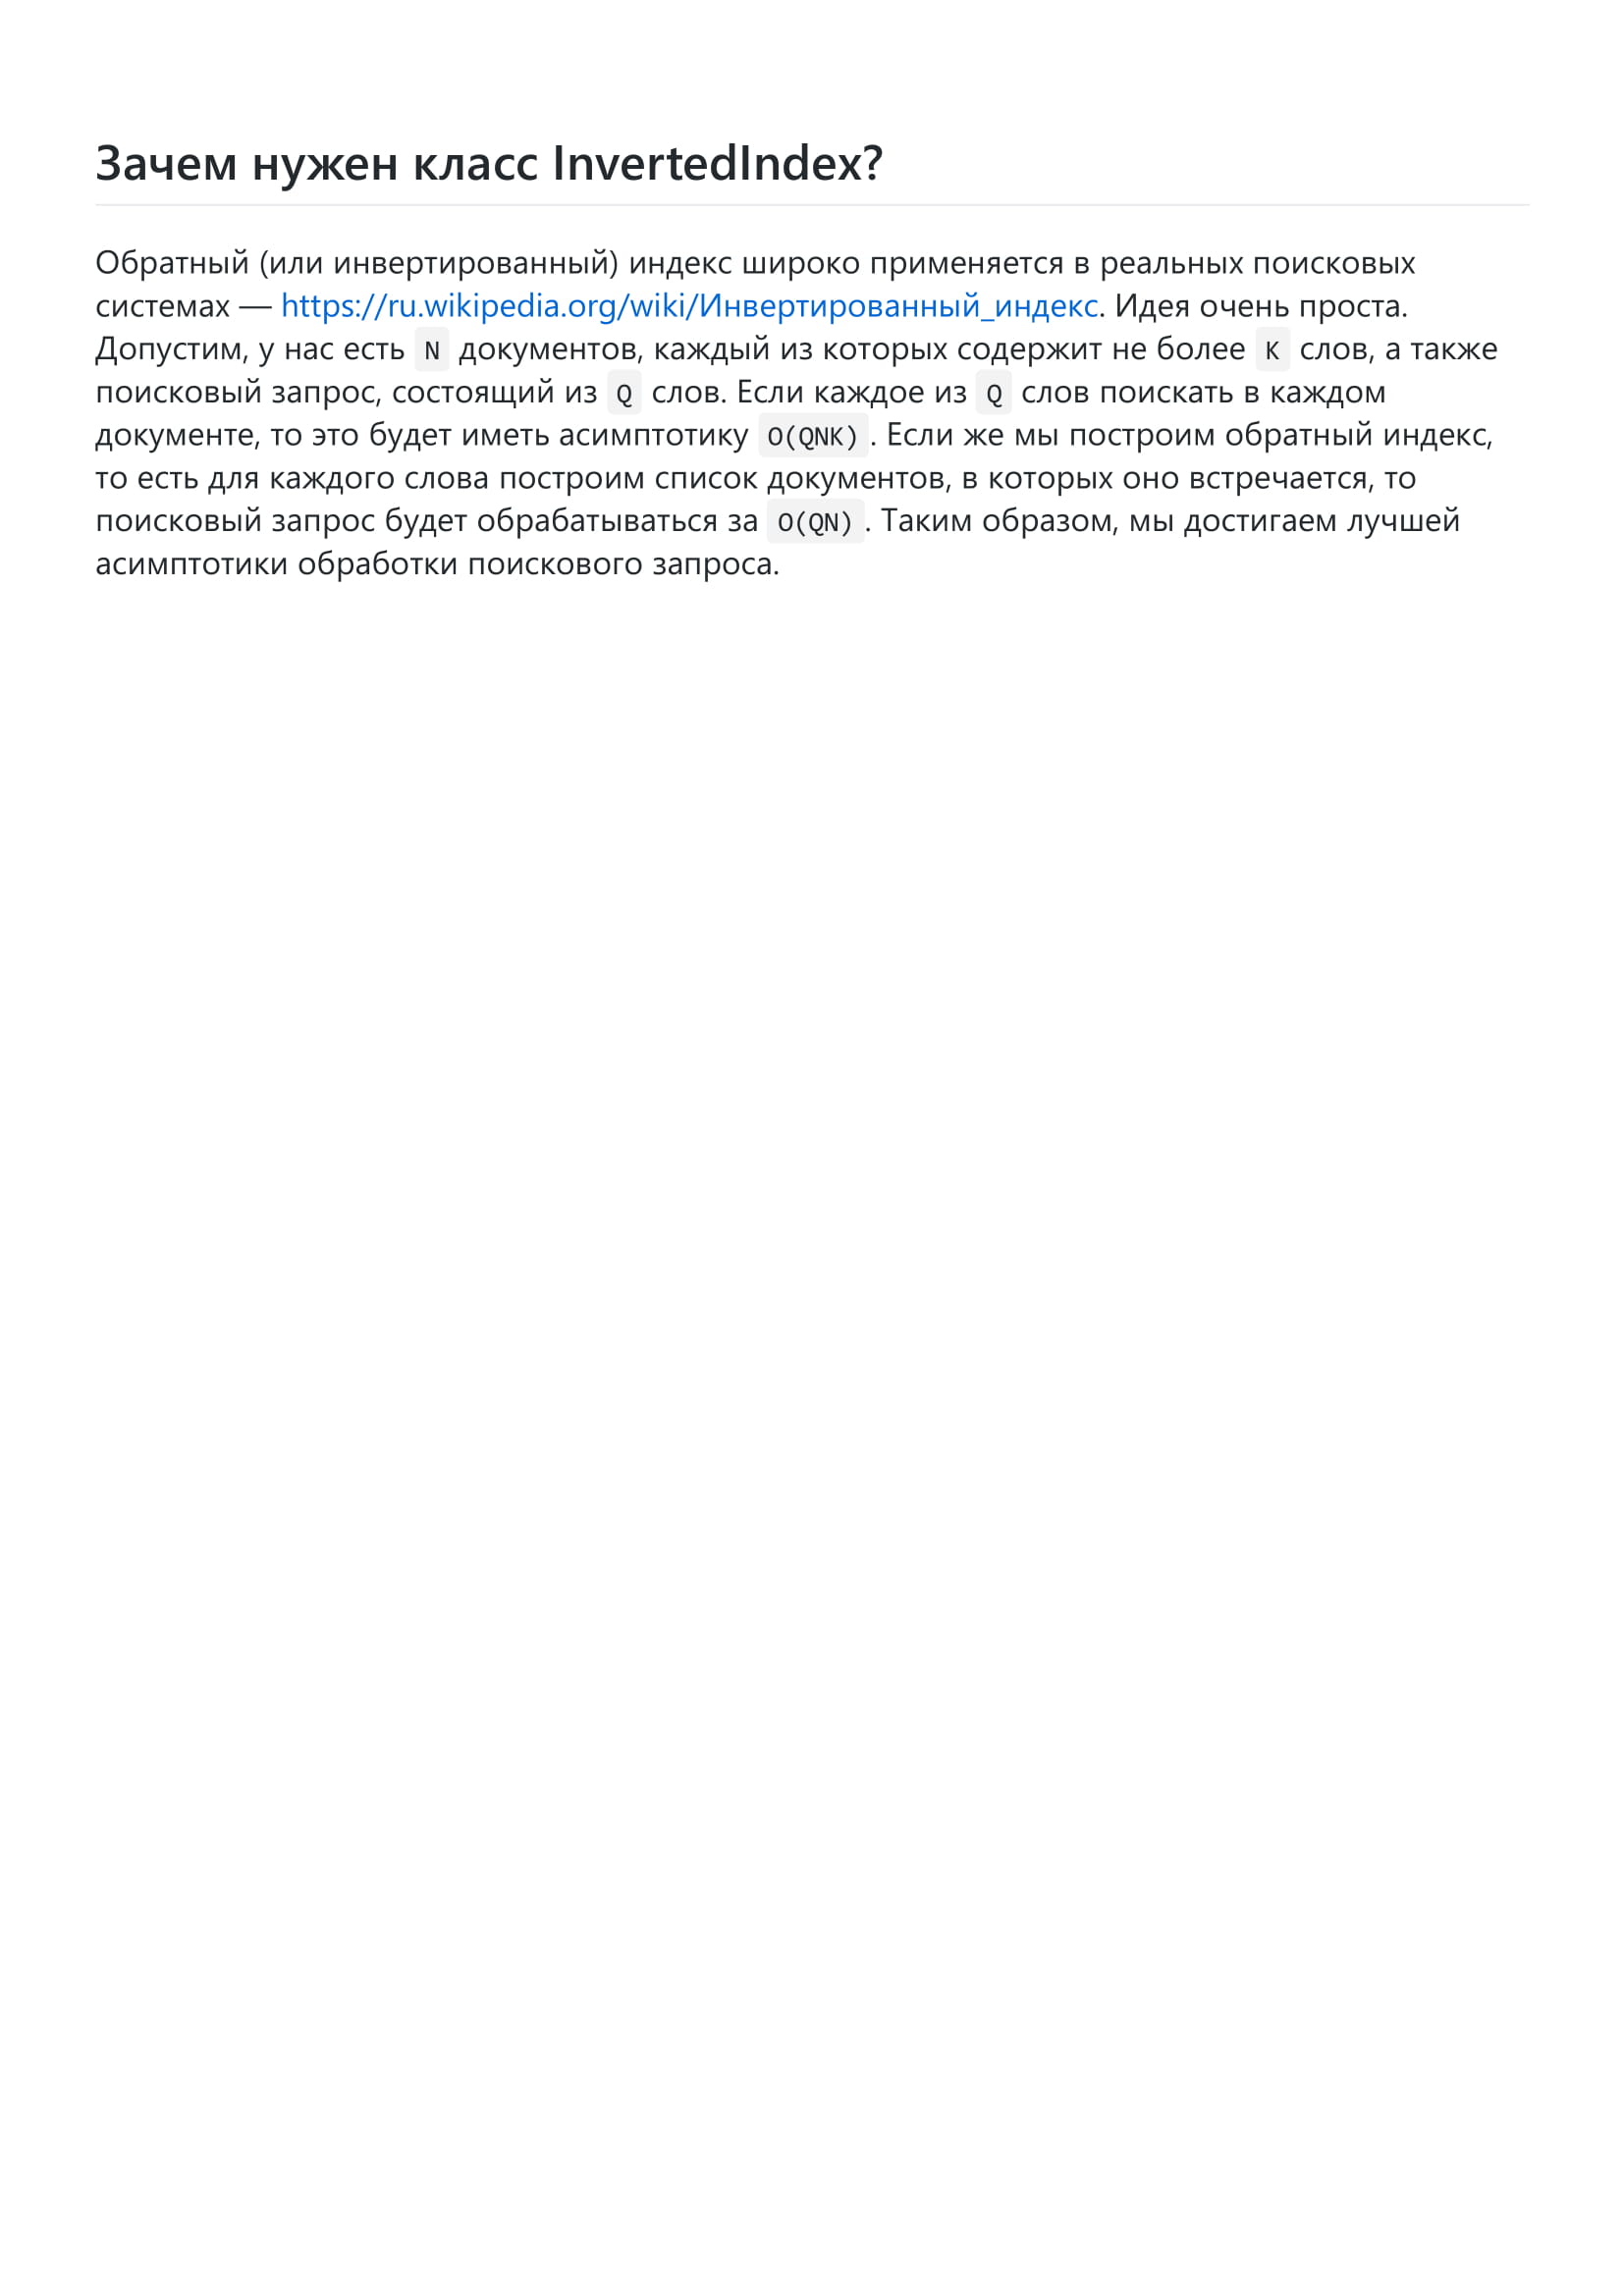 Зачем нужен класс InvertedIndex?
Обратный (или инвертированный) индекс широко применяется в реальных поисковых
системах — https://ru.wikipedia.org/wiki/Инвертированный_индекс. Идея очень проста.
Допустим, у нас есть N документов, каждый из которых содержит не более K слов, а также
поисковый запрос, состоящий из Q слов. Если каждое из Q слов поискать в каждом
документе, то это будет иметь асимптотику O(QNK). Если же мы построим обратный индекс,
то есть для каждого слова построим список документов, в которых оно встречается, то
поисковый запрос будет обрабатываться за O(QN). Таким образом, мы достигаем лучшей
асимптотики обработки поискового запроса.